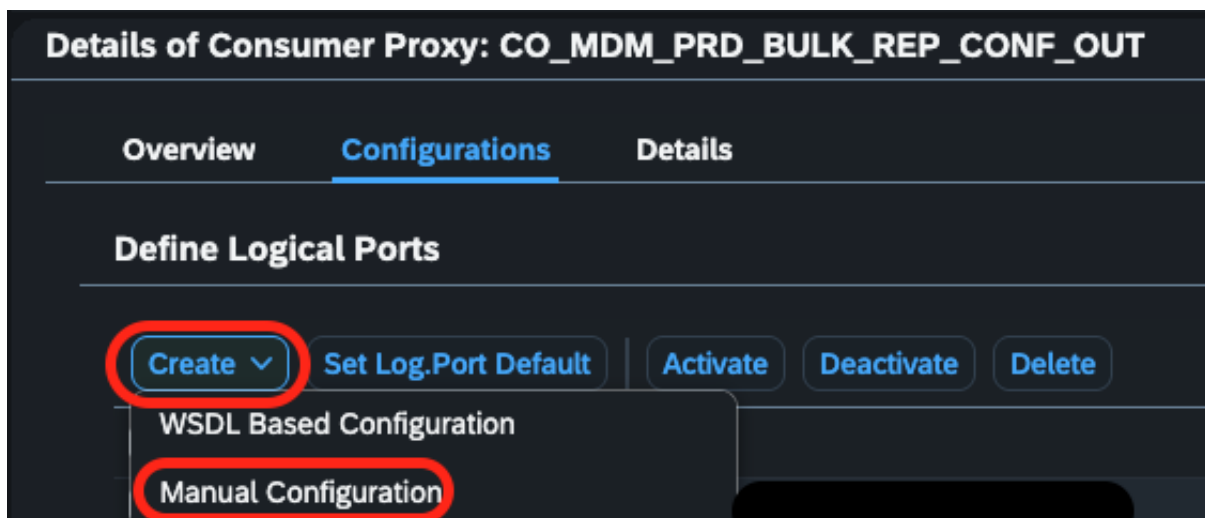 Details of Consumer Proxy: CO_MDM_PRD_BULK_REP_CONF_OUT
Overview Configurations Details
Define Logical Ports
Create Set Log.Port Default Activate Deactivate Delete
WSDL Based Configuration
Manual Configuration